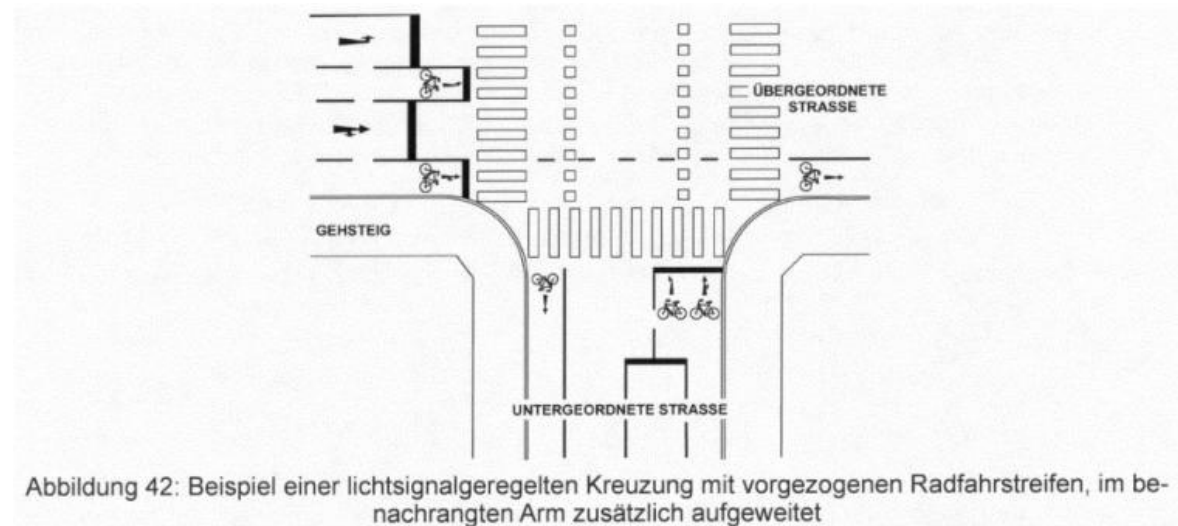 ÜBERGEORDNETE
STRASSE
GEHSTEIG
UNTERGEORDNETE STRASSE
Abbildung 42: Beispiel einer lichtsignalgeregelten Kreuzung mit vorgezogenen Radfahrstreifen, im be-
nachrangten Arm zusätzlich aufgeweitet